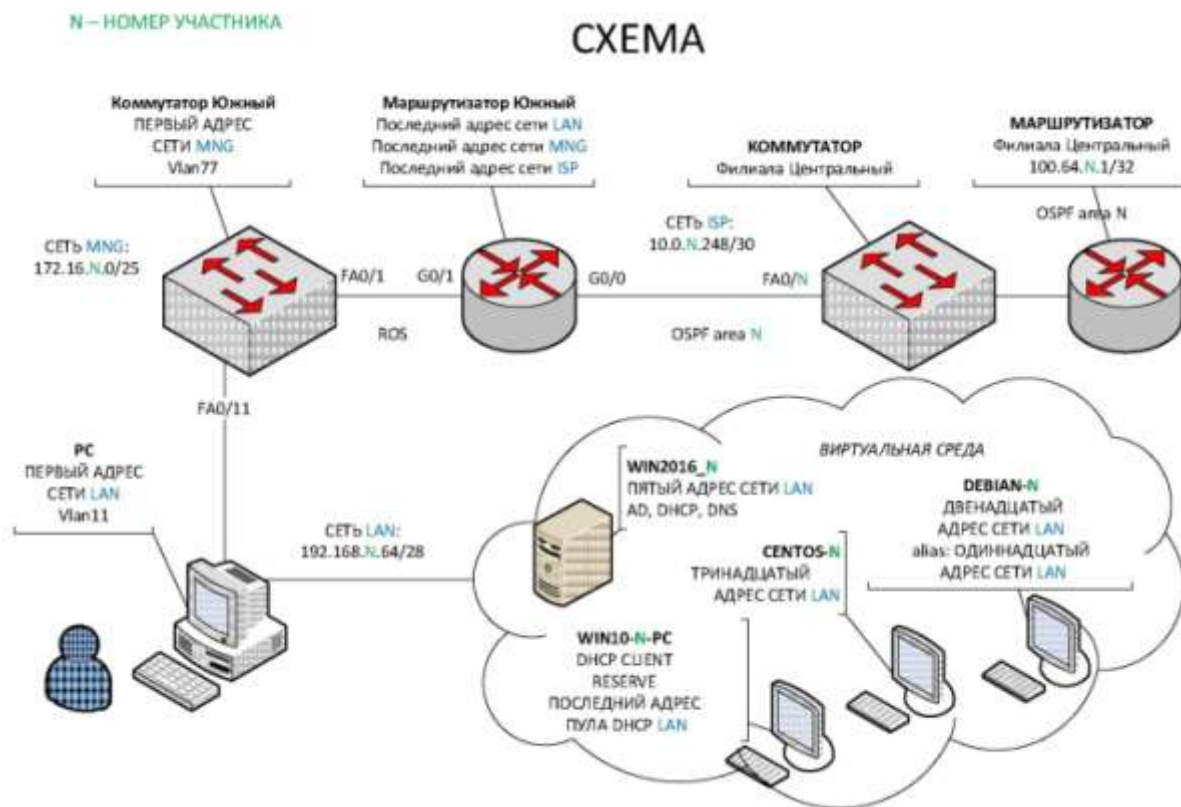 N – НОМЕР УЧАСТНИКА
СХЕМА
Коммутатор Южный
ПЕРВЫЙ АДРЕС
СЕТИ MNG
Vlan77
Маршрутизатор Южный
Последний адрес сети LAN
Последний адрес сети MNG
Последний адрес сети ISP
КОММУТАТОР
Филиала Центральный
МАРШРУТИЗАТОР
Филиала Центральный
100.64.N.1/32
СЕТЬ MNG:
172.16.N.0/25
FA0/1
G0/1
ROS
СЕТЬ ISP:
10.0.N.248/30
G0/0
FA0/N
OSPF area N
OSPF area N
FA0/11
PC
ПЕРВЫЙ АДРЕС
СЕТИ LAN
Vlan11
СЕТЬ LAN:
192.168.N.64/28
ВИРТУАЛЬНАЯ СРЕДА
WIN2016_N
ПЯТЫЙ АДРЕС СЕТИ LAN
AD, DHCP, DNS
DEBIAN-N
ДВЕНАДЦАТЫЙ
АДРЕС СЕТИ LAN
alias: ОДИННАДЦАТЫЙ
АДРЕС СЕТИ LAN
CENTOS-N
ТРИНАДЦАТЫЙ
АДРЕС СЕТИ LAN
WIN10-N-PC
DHCP CLIENT
RESERVE
ПОСЛЕДНИЙ АДРЕС
ПУЛА DHCP LAN